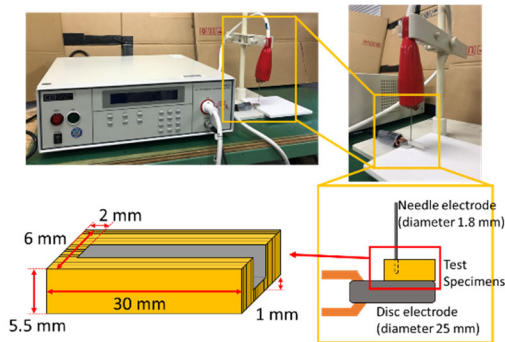 2 mm
6 mm
30 mm
5.5 mm
1 mm
Needle electrode
(diameter 1.8 mm)
Test
Specimens
Disc electrode
(diameter 25 mm)